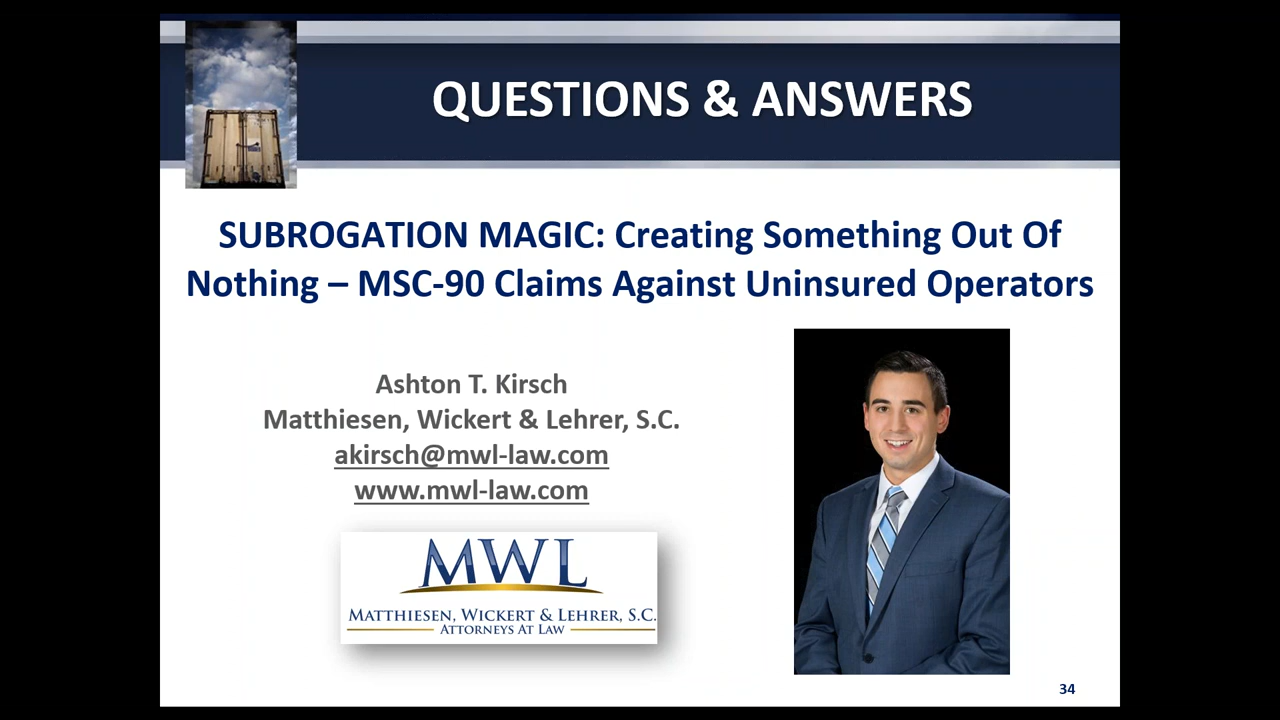 QUESTIONS & ANSWERS
SUBROGATION MAGIC: Creating Something Out Of
Nothing – MSC-90 Claims Against Uninsured Operators
Ashton T. Kirsch
Matthiesen, Wickert & Lehrer, S.C.
akirsch@mwl-law.com
www.mwl-law.com
MWL
MATTHIESEN, WICKERT & LEHRER, S.C.
ATTORNEYS AT LAW
34